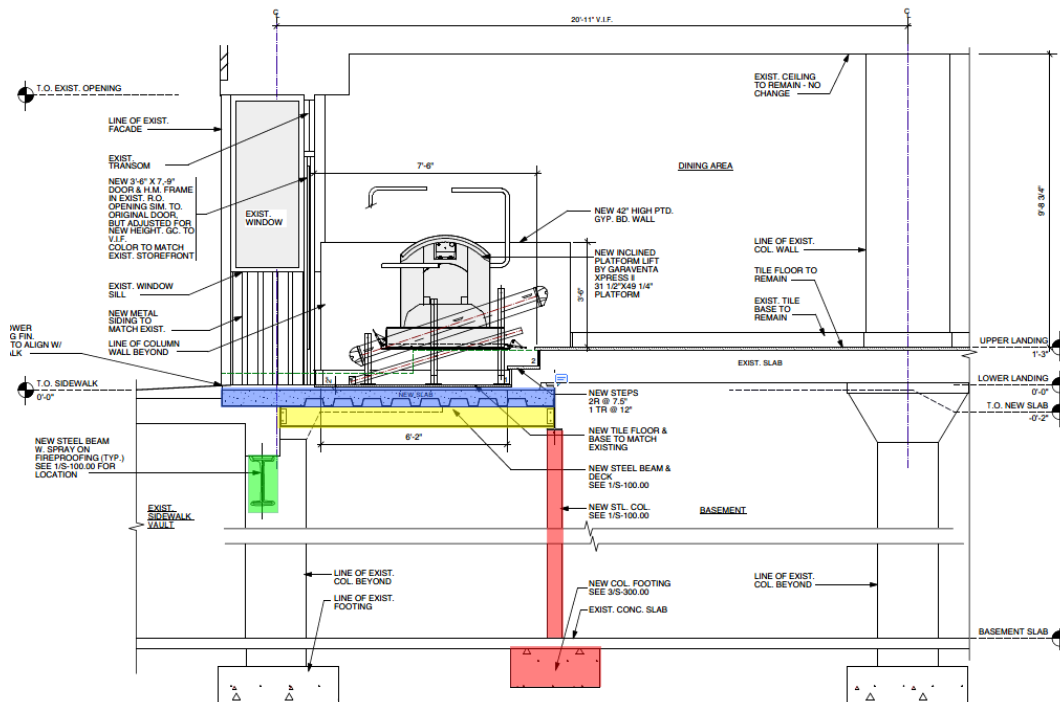 C
C
20'-11" V.I.F.
T.O. EXIST. OPENING
LINE OF EXIST.
FACADE
EXIST.
TRANSOM
NEW 3'-6" X 7,-9"
DOOR & H.M. FRAME
IN EXIST. R.O.
OPENING SIM. TO.
ORIGINAL DOOR,
BUT ADJUSTED FOR
NEW HEIGHT. GC. TO
V.I.F.
COLOR TO MATCH
EXIST. STOREFRONT
EXIST.
WINDOW
EXIST. WINDOW
SILL
NEW METAL
SIDING TO
MATCH EXIST.
LINE OF COLUMN
WALL BEYOND
OWER
G FIN.
TO ALIGN W/
ALK
T.O. SIDEWALK
0'-0"
7'-6"
NEW 42" HIGH PTD.
GYP. BD. WALL
NEW INCLINED
PLATFORM LIFT
BY GARAVENTA
XPRESS II
31 1/2"X49 1/4"
PLATFORM
3'-6"
EXIST. CEILING
TO REMAIN - NO
CHANGE
DINING AREA
9'-8 3/4"
LINE OF EXIST.
COL. WALL
TILE FLOOR TO
REMAIN
EXIST. TILE
BASE TO
REMAIN
UPPER LANDING
1'-3"
EXIST. SLAB
LOWER LANDING
0'-0"
T.O. NEW SLAB
-0'-2"
2
2
NEW SLAB
NEW STEPS
2R @ 7.5"
1 TR @ 12"
NEW TILE FLOOR &
BASE TO MATCH
EXISTING
6'-2"
NEW STEEL BEAM &
DECK
SEE 1/S-100.00
NEW STEEL BEAM
W. SPRAY ON
FIREPROOFING (TYP.)
SEE 1/S-100.00 FOR
LOCATION
EXIST.
SIDEWALK
VAULT
NEW STL. COL.
SEE 1/S-100.00
BASEMENT
LINE OF EXIST.
COL. BEYOND
LINE OF EXIST.
FOOTING
NEW COL. FOOTING
SEE 3/S-300.00
EXIST. CONC. SLAB
LINE OF EXIST.
COL. BEYOND
BASEMENT SLAB